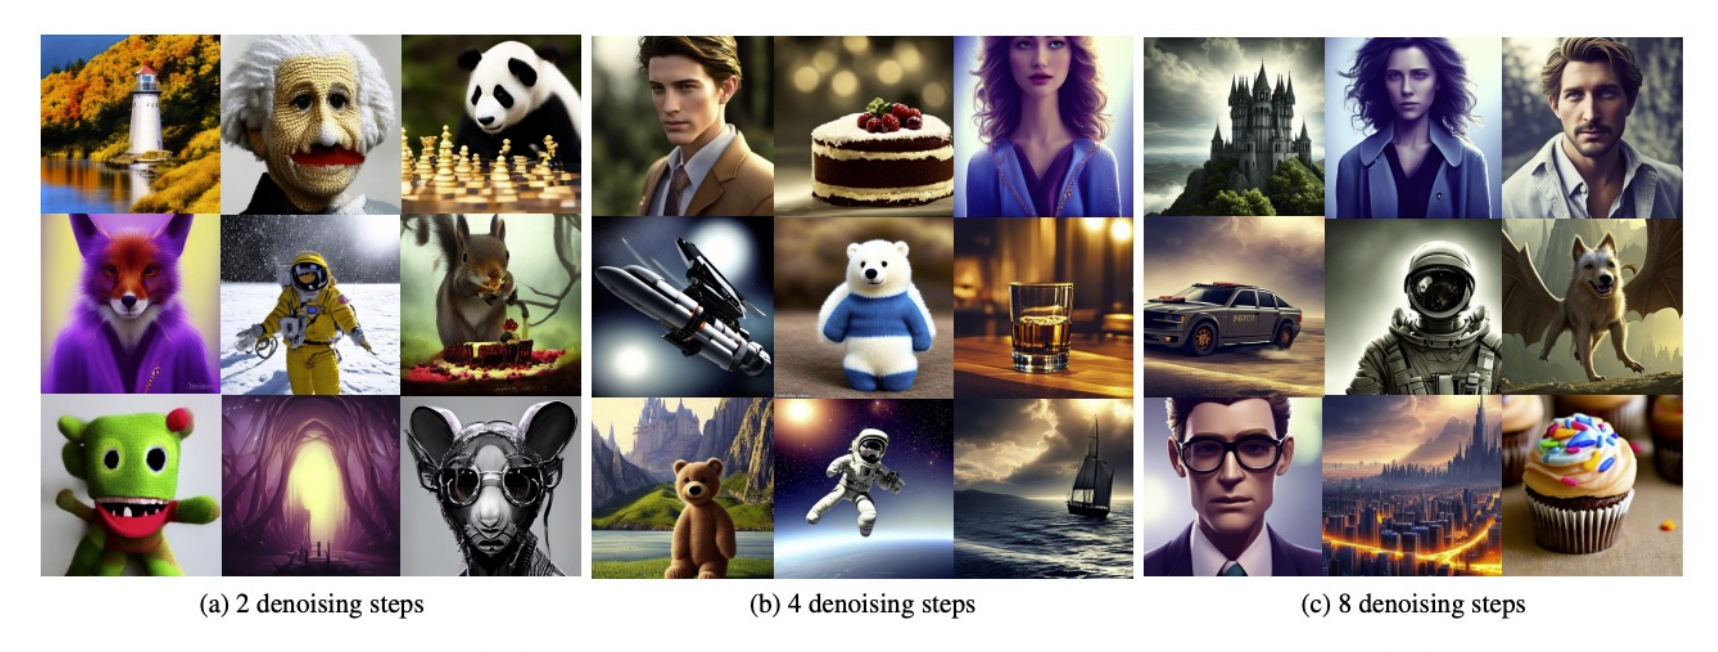 (a) 2 denoising steps
(b) 4 denoising steps
(c) 8 denoising steps